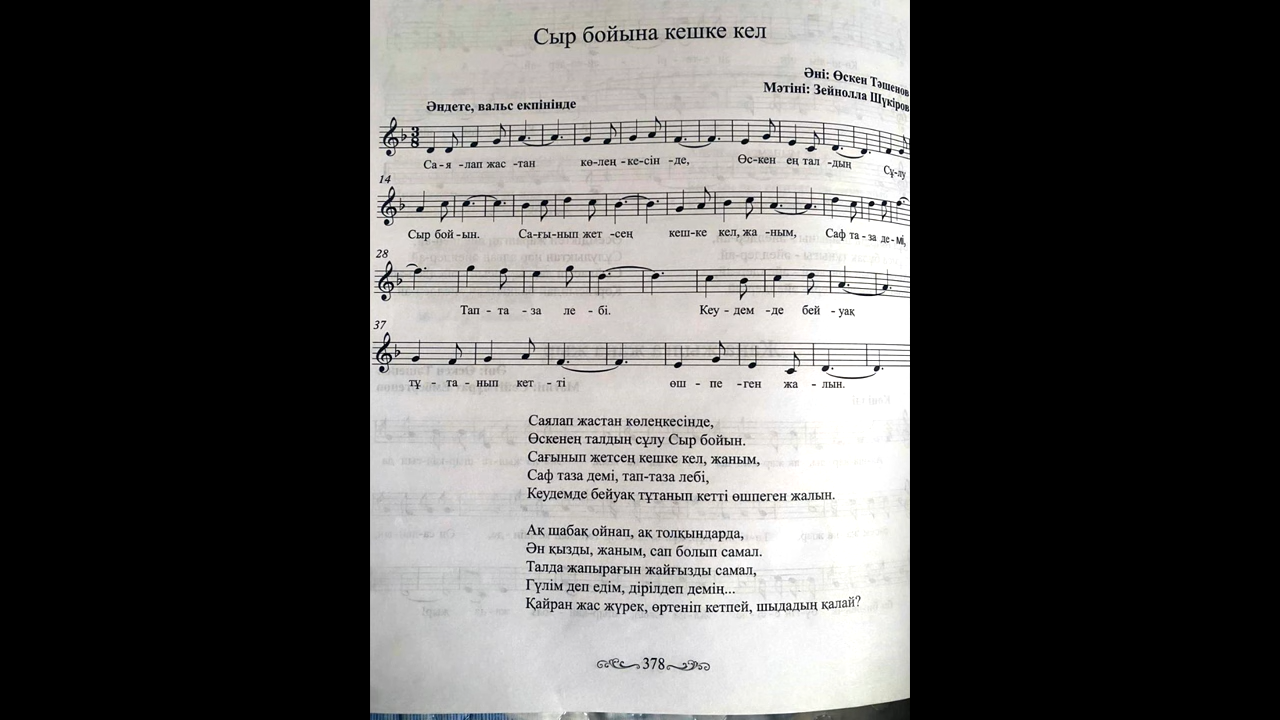 Сыр бойына кешке кел
Әні: Өскен Тәшенов
Мәтіні: Зейнолла Шүкіров
Әндете, вальс екпінінде
3
8
Са - я - лап жас - тан кө - лең - ке - сін - де, Өс - кен ең тал - дың Сұ - лу
14
Сыр бой - ын. Са - ғы - нып жет - сең кеш - ке кел, жа - ным, Саф та - за де - мі,
28
Тап - та - за ле - бі. Кеу - дем - де бей - уақ
37
тұ - та - нып кет - ті өш - пе - ген жа - лын.
Саялап жастан көлеңкесінде,
Өскенең талдың сұлу Сыр бойын.
Сағынып жетсең кешке кел, жаным,
Саф таза демі, тап-таза лебі,
Кеудемде бейуақ тұтанып кетті өшпеген жалын.
Ақ шабақ ойнап, ақ толқындарда,
Ән қызды, жаным, сап болып самал.
Талда жапырағын жайғызды самал,
Гүлім деп едім, дірілдеп демің...
Қайран жас жүрек, өртеніп кетпей, шыдадың қалай?
378